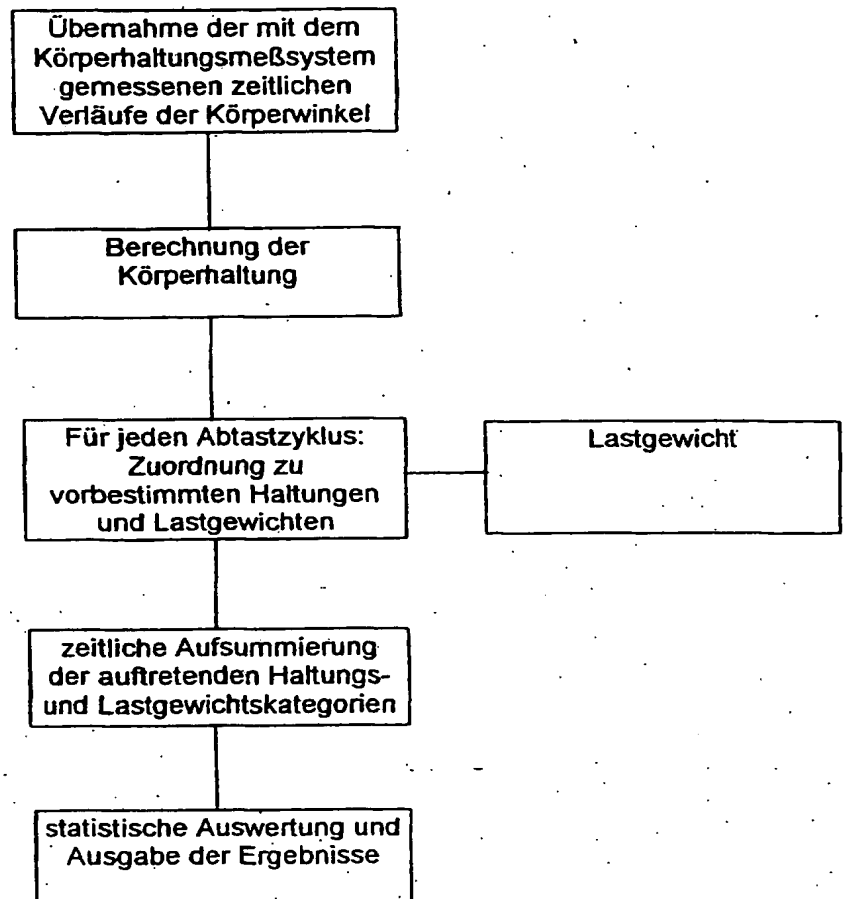 Übernahme der mit dem
Körperhaltungsmeßsystem
gemessenen zeitlichen
Verläufe der Körperwinkel
Berechnung der
Körperhaltung
Für jeden Abtastzyklus:
Zuordnung zu
vorbestimmten Haltungen
und Lastgewichten
Lastgewicht
zeitliche Aufsummierung
der auftretenden Haltungs-
und Lastgewichtskategorien
statistische Auswertung und
Ausgabe der Ergebnisse